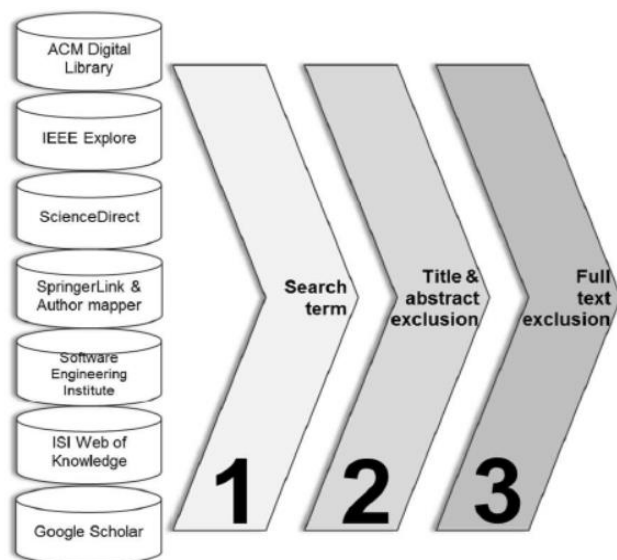 ACM Digital
Library
IEEE Explore
ScienceDirect
SpringerLink &
Author mapper
Software
Engineering
Institute
ISI Web of
Knowledge
Google Scholar
Search
term
1
Title &
abstract
exclusion
2
Full
text
exclusion
3